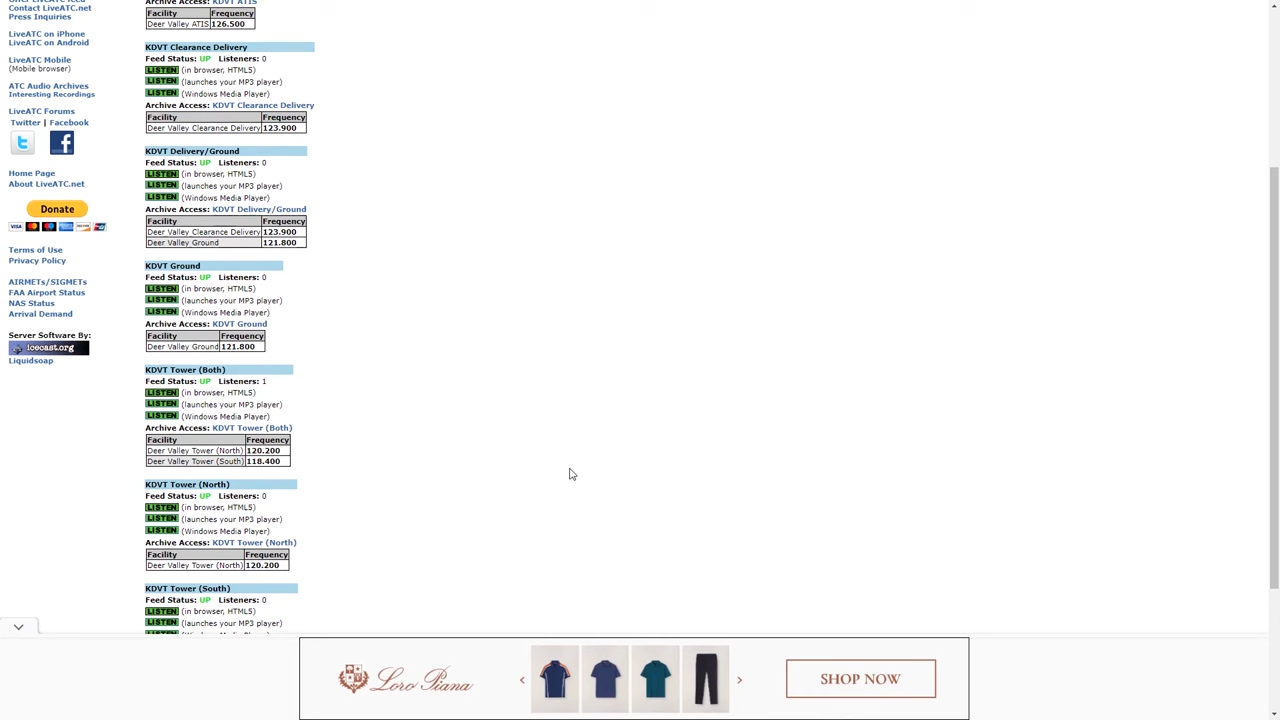 Offer LiveATC feed
Contact LiveATC.net
Press Inquiries
LiveATC on iPhone
LiveATC on Android
LiveATC Mobile
(Mobile browser)
ATC Audio Archives
Interesting Recordings
LiveATC Forums
Twitter | Facebook
Home Page
About LiveATC.net
Donate
VISA
Terms of Use
Privacy Policy
AIRMETs/SIGMETs
FAA Airport Status
NAS Status
Arrival Demand
Server Software By:
icecast.org
Liquidsoap
Archive Access: KDVT ATIS
Facility Frequency
Deer Valley ATIS 126.500
KDVT Clearance Delivery
Feed Status: UP Listeners: 0
LISTEN (in browser, HTML5)
LISTEN (launches your MP3 player)
LISTEN (Windows Media Player)
Archive Access: KDVT Clearance Delivery
Facility Frequency
Deer Valley Clearance Delivery 123.900
KDVT Delivery/Ground
Feed Status: UP Listeners: 0
LISTEN (in browser, HTML5)
LISTEN (launches your MP3 player)
LISTEN (Windows Media Player)
Archive Access: KDVT Delivery/Ground
Facility Frequency
Deer Valley Clearance Delivery 123.900
Deer Valley Ground 121.800
KDVT Ground
Feed Status: UP Listeners: 0
LISTEN (in browser, HTML5)
LISTEN (launches your MP3 player)
LISTEN (Windows Media Player)
Archive Access: KDVT Ground
Facility Frequency
Deer Valley Ground 121.800
KDVT Tower (Both)
Feed Status: UP Listeners: 1
LISTEN (in browser, HTML5)
LISTEN (launches your MP3 player)
LISTEN (Windows Media Player)
Archive Access: KDVT Tower (Both)
Facility Frequency
Deer Valley Tower (North) 120.200
Deer Valley Tower (South) 118.400
KDVT Tower (North)
Feed Status: UP Listeners: 0
LISTEN (in browser, HTML5)
LISTEN (launches your MP3 player)
LISTEN (Windows Media Player)
Archive Access: KDVT Tower (North)
Facility Frequency
Deer Valley Tower (North) 120.200
KDVT Tower (South)
Feed Status: UP Listeners: 0
LISTEN (in browser, HTML5)
LISTEN (launches your MP3 player)
Loro Piana
SHOP NOW